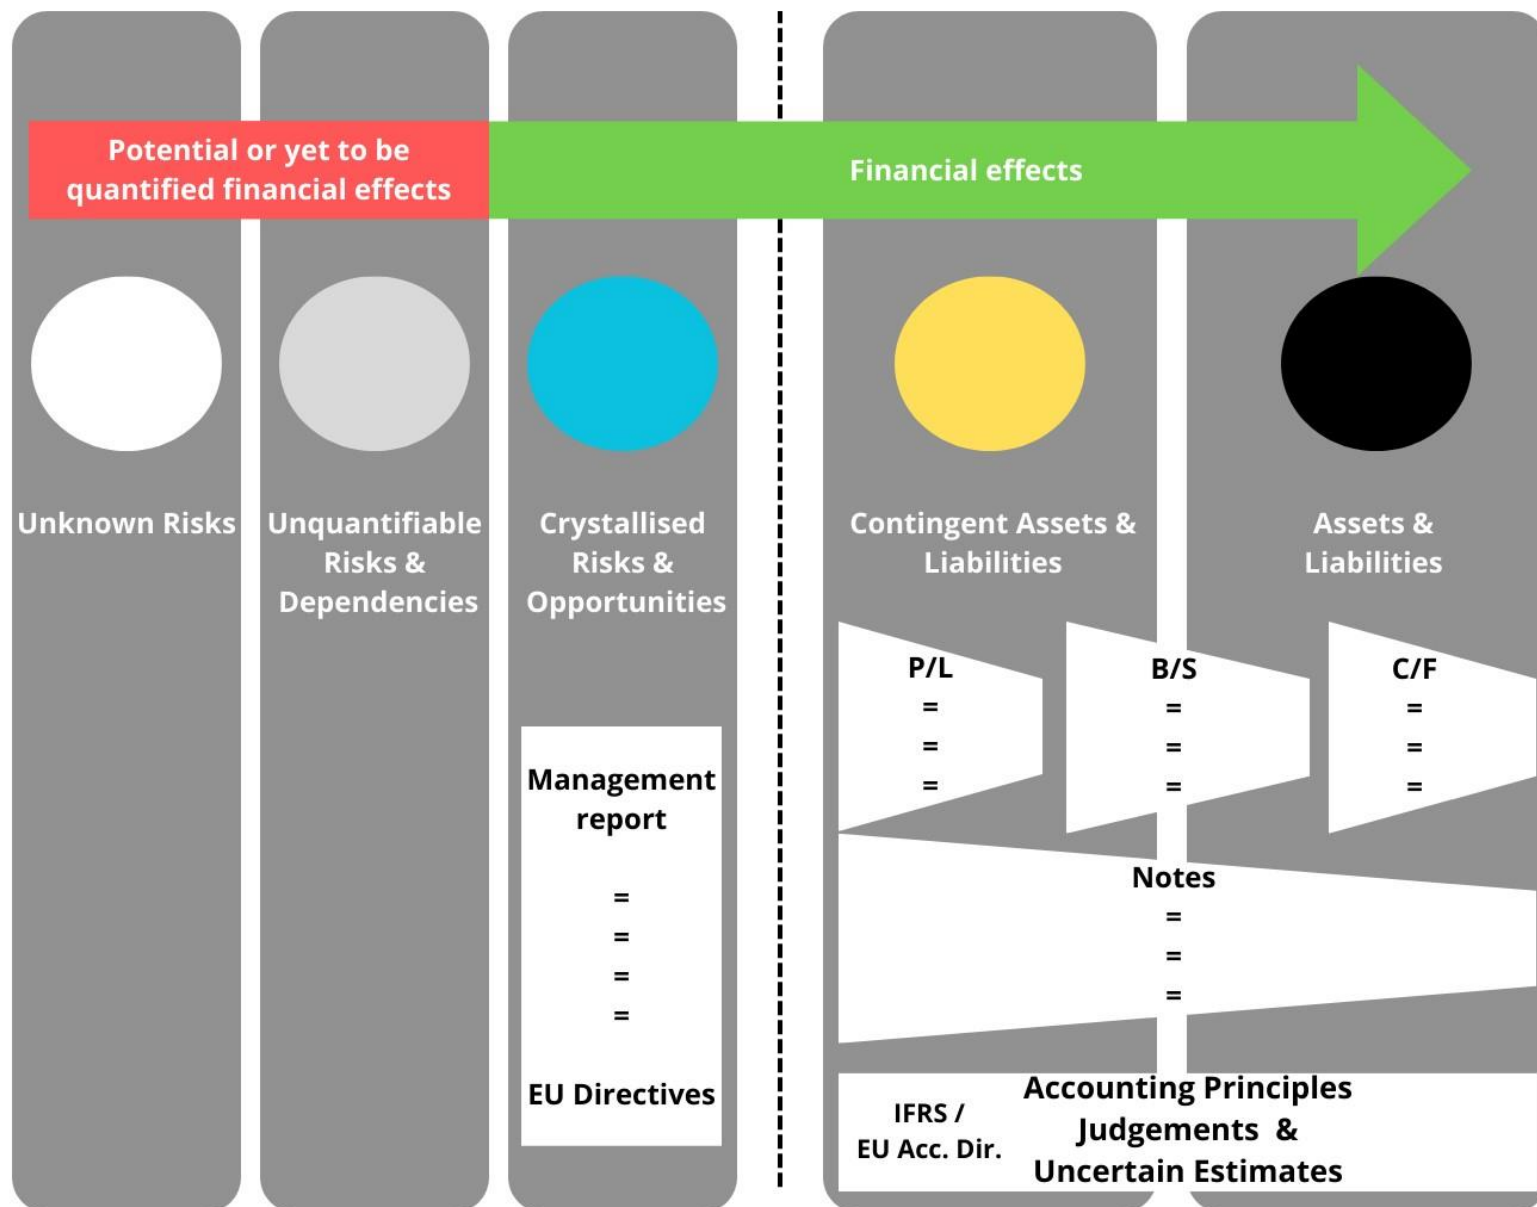 Potential or yet to be
quantified financial effects
Financial effects
Unknown Risks
Unquantifiable
Risks &
Dependencies
Crystallised
Risks &
Opportunities
Contingent Assets &
Liabilities
Assets &
Liabilities
Management
report
=
=
=
=
EU Directives
P/L
=
=
=
B/S
=
=
=
C/F
=
=
=
Notes
=
=
=
IFRS /
EU Acc. Dir.
Accounting Principles
Judgements &
Uncertain Estimates